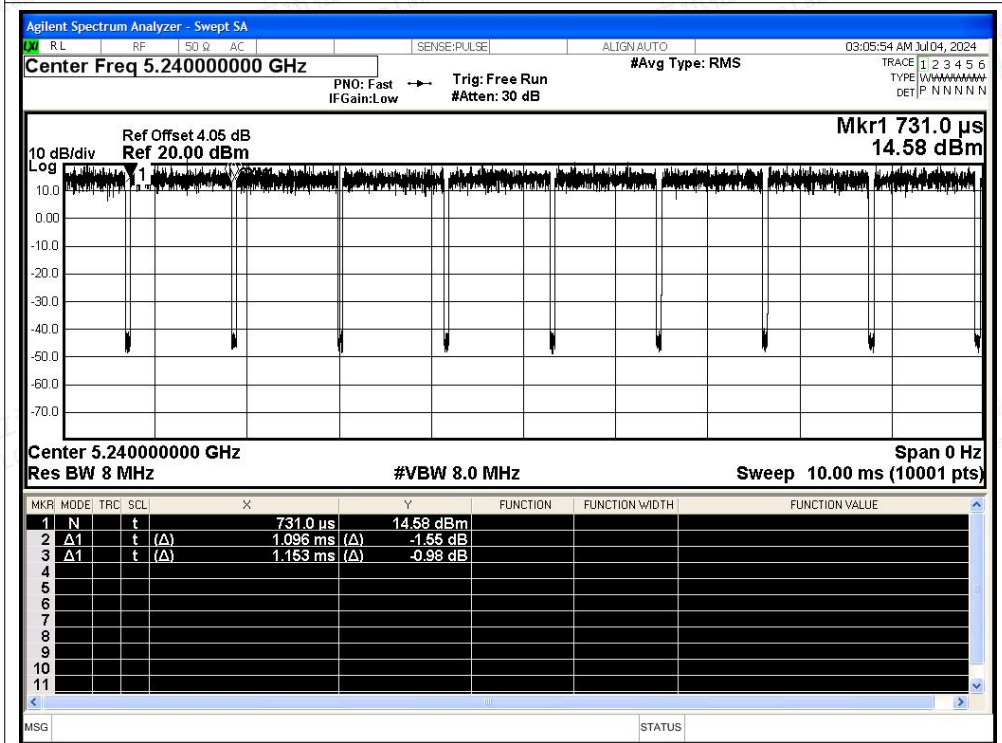 Agilent Spectrum Analyzer - Swept SA
LXI RL RF 50 Ω AC SENSE:PULSE ALIGN AUTO 03:05:54 AM Jul 04, 2024
Center Freq 5.240000000 GHz #Avg Type: RMS TRACE 1 2 3 4 5 6
PNO: Fast Trig: Free Run TYPE WWWWWW
IFGain:Low #Atten: 30 dB DET P N N N N N
Mkr1 731.0 µs
Ref Offset 4.05 dB
10 dB/div Ref 20.00 dBm 14.58 dBm
Log
1
10.0
0.00
-10.0
-20.0
-30.0
-40.0
-50.0
-60.0
-70.0
Center 5.240000000 GHz Span 0 Hz
Res BW 8 MHz #VBW 8.0 MHz Sweep 10.00 ms (10001 pts)
MKR MODE TRC SCL X Y FUNCTION FUNCTION WIDTH FUNCTION VALUE
1 N t 731.0 µs 14.58 dBm
2 Δ1 t (Δ) 1.096 ms (Δ) -1.55 dB
3 Δ1 t (Δ) 1.153 ms (Δ) -0.98 dB
4
5
6
7
8
9
10
11
MSG STATUS